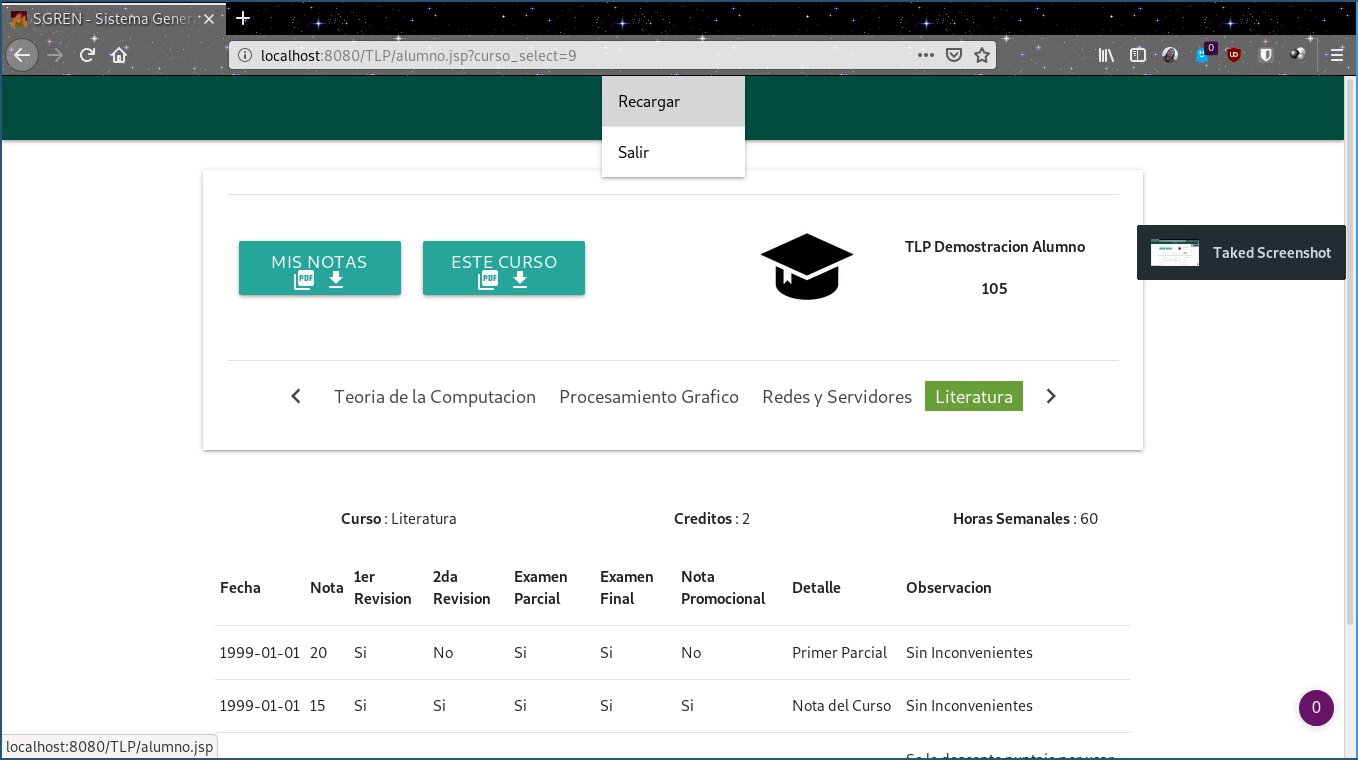 SGREN - Sistema Genera
localhost:8080/TLP/alumno.jsp?curso_select=9
0
Recargar
Salir
MIS NOTAS
PDF
ESTE CURSO
PDF
TLP Demostracion Alumno
105
Taked Screenshot
Teoria de la Computacion
Procesamiento Grafico
Redes y Servidores
Literatura
Curso : Literatura
Creditos : 2
Horas Semanales : 60
Fecha Nota 1er Revision 2da Revision Examen Parcial Examen Final Nota Promocional Detalle Observacion
1999-01-01 20 Si No Si Si No Primer Parcial Sin Inconvenientes
1999-01-01 15 Si Si Si Si Si Nota del Curso Sin Inconvenientes
0
localhost:8080/TLP/alumno.jsp